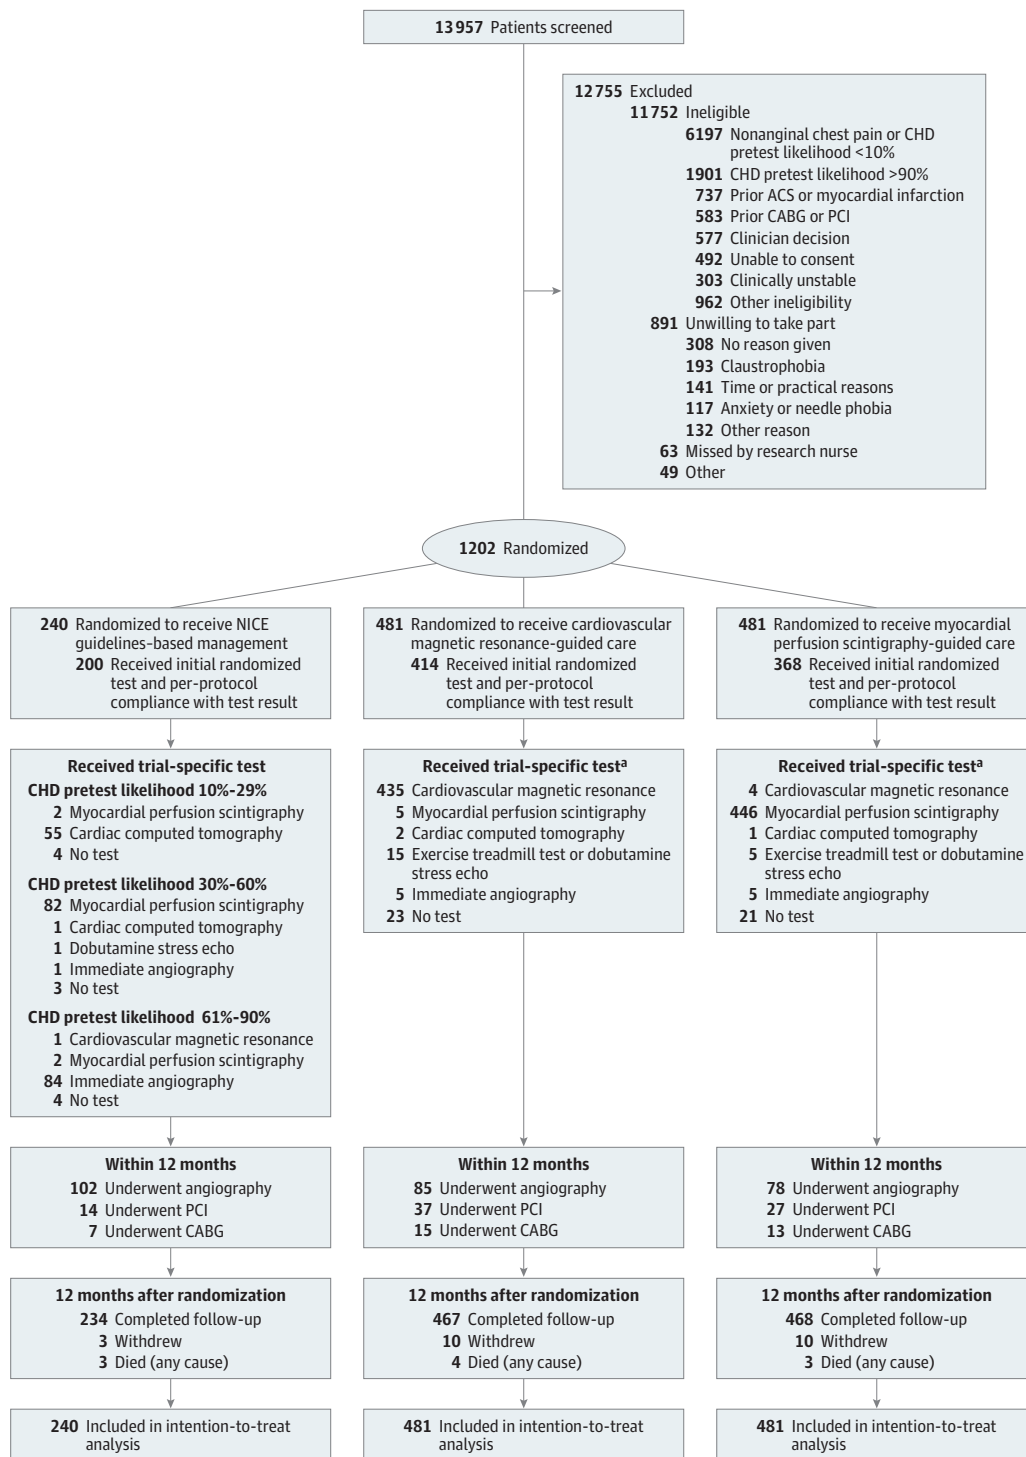 13957 Patients screened
12755 Excluded
11752 Ineligible
6197 Nonanginal chest pain or CHD
pretest likelihood <10%
1901 CHD pretest likelihood >90%
737 Prior ACS or myocardial infarction
583 Prior CABG or PCI
577 Clinician decision
492 Unable to consent
303 Clinically unstable
962 Other ineligibility
891 Unwilling to take part
308 No reason given
193 Claustrophobia
141 Time or practical reasons
117 Anxiety or needle phobia
132 Other reason
63 Missed by research nurse
49 Other
1202 Randomized
240 Randomized to receive NICE
guidelines-based management
200 Received initial randomized
test and per-protocol
compliance with test result
481 Randomized to receive cardiovascular
magnetic resonance-guided care
414 Received initial randomized
test and per-protocol
compliance with test result
481 Randomized to receive myocardial
perfusion scintigraphy-guided care
368 Received initial randomized
test and per-protocol
compliance with test result
Received trial-specific test
CHD pretest likelihood 10%-29%
2 Myocardial perfusion scintigraphy
55 Cardiac computed tomography
4 No test
CHD pretest likelihood 30%-60%
82 Myocardial perfusion scintigraphy
1 Cardiac computed tomography
1 Dobutamine stress echo
1 Immediate angiography
3 No test
CHD pretest likelihood 61%-90%
1 Cardiovascular magnetic resonance
2 Myocardial perfusion scintigraphy
84 Immediate angiography
4 No test
Received trial-specific testa
435 Cardiovascular magnetic resonance
5 Myocardial perfusion scintigraphy
2 Cardiac computed tomography
15 Exercise treadmill test or dobutamine
stress echo
5 Immediate angiography
23 No test
Received trial-specific testa
4 Cardiovascular magnetic resonance
446 Myocardial perfusion scintigraphy
1 Cardiac computed tomography
5 Exercise treadmill test or dobutamine
stress echo
5 Immediate angiography
21 No test
Within 12 months
102 Underwent angiography
14 Underwent PCI
7 Underwent CABG
Within 12 months
85 Underwent angiography
37 Underwent PCI
15 Underwent CABG
Within 12 months
78 Underwent angiography
27 Underwent PCI
13 Underwent CABG
12 months after randomization
234 Completed follow-up
3 Withdrew
3 Died (any cause)
12 months after randomization
467 Completed follow-up
10 Withdrew
4 Died (any cause)
12 months after randomization
468 Completed follow-up
10 Withdrew
3 Died (any cause)
240 Included in intention-to-treat
analysis
481 Included in intention-to-treat
analysis
481 Included in intention-to-treat
analysis